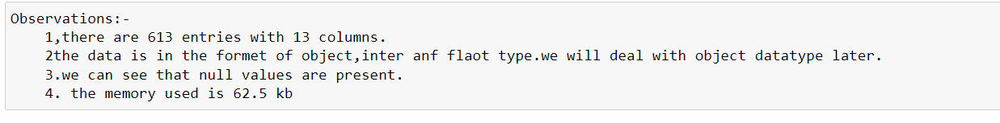 Observations:-
1,there are 613 entries with 13 columns.
2the data is in the formet of object,inter anf flaot type.we will deal with object datatype later.
3.we can see that null values are present.
4. the memory used is 62.5 kb